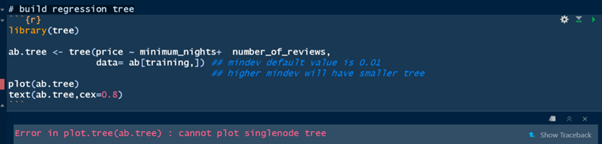 # build regression tree
```{r}
library(tree)
ab.tree <- tree(price ~ minimum_nights+ number_of_reviews,
data= ab[training,]) ## mindev default value is 0.01
## higher mindev will have smaller tree
plot(ab.tree)
text(ab.tree,cex=0.8)
```
Error in plot.tree(ab.tree) : cannot plot singlenode tree
Show Traceback